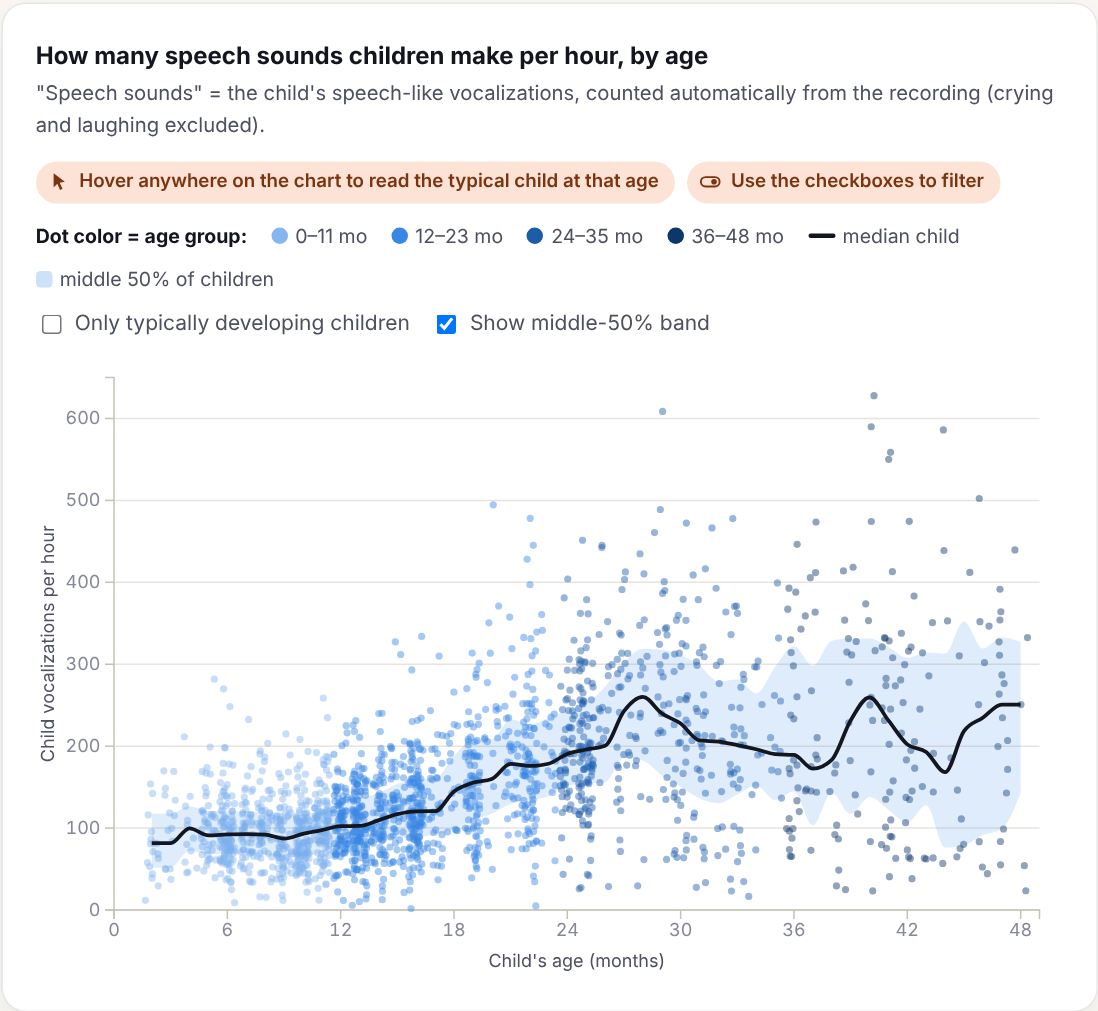 How many speech sounds children make per hour, by age
"Speech sounds" = the child's speech-like vocalizations, counted automatically from the recording (crying
and laughing excluded).
Hover anywhere on the chart to read the typical child at that age
Use the checkboxes to filter
Dot color = age group: 0–11 mo 12–23 mo 24–35 mo 36–48 mo median child
middle 50% of children
Only typically developing children Show middle-50% band
600
500
400
300
200
100
0
Child vocalizations per hour
0 6 12 18 24 30 36 42 48
Child's age (months)